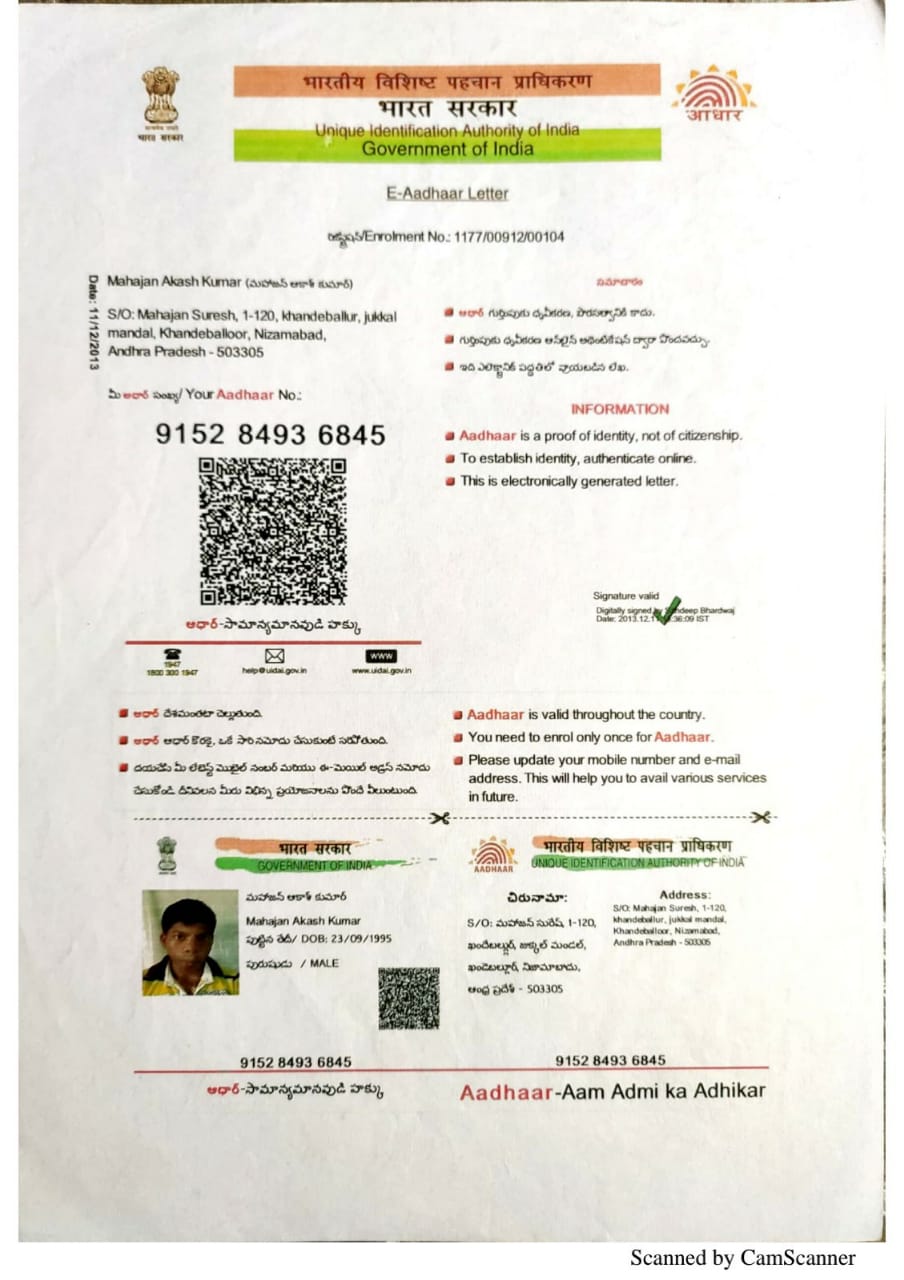 भारतीय विशिष्ट पहचान प्राधिकरण
भारत सरकार
Unique Identification Authority of India
Government of India
भारत सरकार
आधार
E-Aadhaar Letter
రిజిస్ట్రేషన్/Enrolment No.: 1177/00912/00104
Date: 11/12/2013
Mahajan Akash Kumar (మహాజన్ ఆకాశ్ కుమార్)
S/O: Mahajan Suresh, 1-120, khandeballur, jukkal
mandal, Khandeballoor, Nizamabad,
Andhra Pradesh - 503305
మీ ఆధార్ సంఖ్య/ Your Aadhaar No.:
9152 8493 6845
ఆధార్-సామాన్యమానవుడి హక్కు
1947
1800 300 1947
help@uidai.gov.in
www
www.uidai.gov.in
సమాచారం
ఆధార్ గుర్తింపుకు ధృవీకరణ, పౌరసత్వానికి కాదు.
గుర్తింపుకు ధృవీకరణ ఆన్‌లైన్ అథెంటికేషన్ ద్వారా పొందవచ్చు.
ఇది ఎలెక్ట్రానిక్ పద్ధతిలో వ్రాయబడిన లేఖ.
INFORMATION
Aadhaar is a proof of identity, not of citizenship.
To establish identity, authenticate online.
This is electronically generated letter.
Signature valid
Digitally signed by Bhardwaj
Date: 2013.12.1 :36:09 IST
ఆధార్ దేశమంతటా చెల్లుతుంది.
ఆధార్ ఆధార్ కొరకై, ఒకే సారి నమోదు చేసుకుంటే సరిపోతుంది.
దయచేసి మీ లేటెస్ట్ మొబైల్ నంబర్ మరియు ఈ-మెయిల్ అడ్రస్ నమోదు
చేసుకోండి దీనివలన మీరు విభిన్న ప్రయోజనాలను పొందే వీలుంటుంది.
Aadhaar is valid throughout the country.
You need to enrol only once for Aadhaar.
Please update your mobile number and e-mail
address. This will help you to avail various services
in future.
भारत सरकार
GOVERNMENT OF INDIA
మహాజన్ ఆకాశ్ కుమార్
Mahajan Akash Kumar
పుట్టిన తేదీ/ DOB: 23/09/1995
పురుషుడు / MALE
9152 8493 6845
ఆధార్-సామాన్యమానవుడి హక్కు
AADHAAR
भारतीय विशिष्ट पहचान प्राधिकरण
UNIQUE IDENTIFICATION AUTHORITY OF INDIA
చిరునామా:
S/O: మహాజన్ సురేష్, 1-120,
ఖండేబల్లూర్, జుక్కల్ మండల్,
ఖండెబల్లూర్, నిజామాబాదు,
ఆంధ్ర ప్రదేశ్ - 503305
Address:
S/O: Mahajan Suresh, 1-120,
khandeballur, jukkal mandal,
Khandeballoor, Nizamabad,
Andhra Pradesh - 503305
9152 8493 6845
Aadhaar-Aam Admi ka Adhikar
Scanned by CamScanner